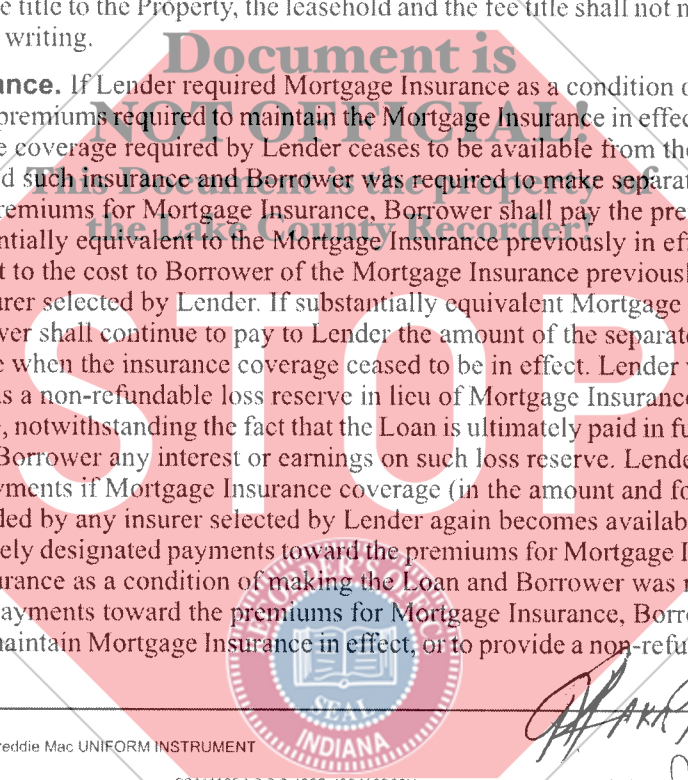 e title to the Property, the leasehold and the fee title shall not m
writing.
Document is
ance. If Lender required Mortgage Insurance as a condition o
premiums required to maintain the Mortgage Insurance in effec
NOT OFFICIAL!
e coverage required by Lender ceases to be available from the
d such insurance and Borrower was required to make separat
This Document is the property of
remiums for Mortgage Insurance, Borrower shall pay the pre
the Lake County Recorder!
ntially equivalent to the Mortgage Insurance previously in eff
t to the cost to Borrower of the Mortgage Insurance previousl
urer selected by Lender. If substantially equivalent Mortgage
wer shall continue to pay to Lender the amount of the separate
STOP
e when the insurance coverage ceased to be in effect. Lender
s a non-refundable loss reserve in lieu of Mortgage Insurance
, notwithstanding the fact that the Loan is ultimately paid in fu
Borrower any interest or earnings on such loss reserve. Lende
yments if Mortgage Insurance coverage (in the amount and fo
ded by any insurer selected by Lender again becomes availab
ely designated payments toward the premiums for Mortgage I
urance as a condition of making the Loan and Borrower was r
ayments toward the premiums for Mortgage Insurance, Borr
maintain Mortgage Insurance in effect, or to provide a non-refu
RECORDER'S OFFICE
SEAL
INDIANA
reddie Mac UNIFORM INSTRUMENT